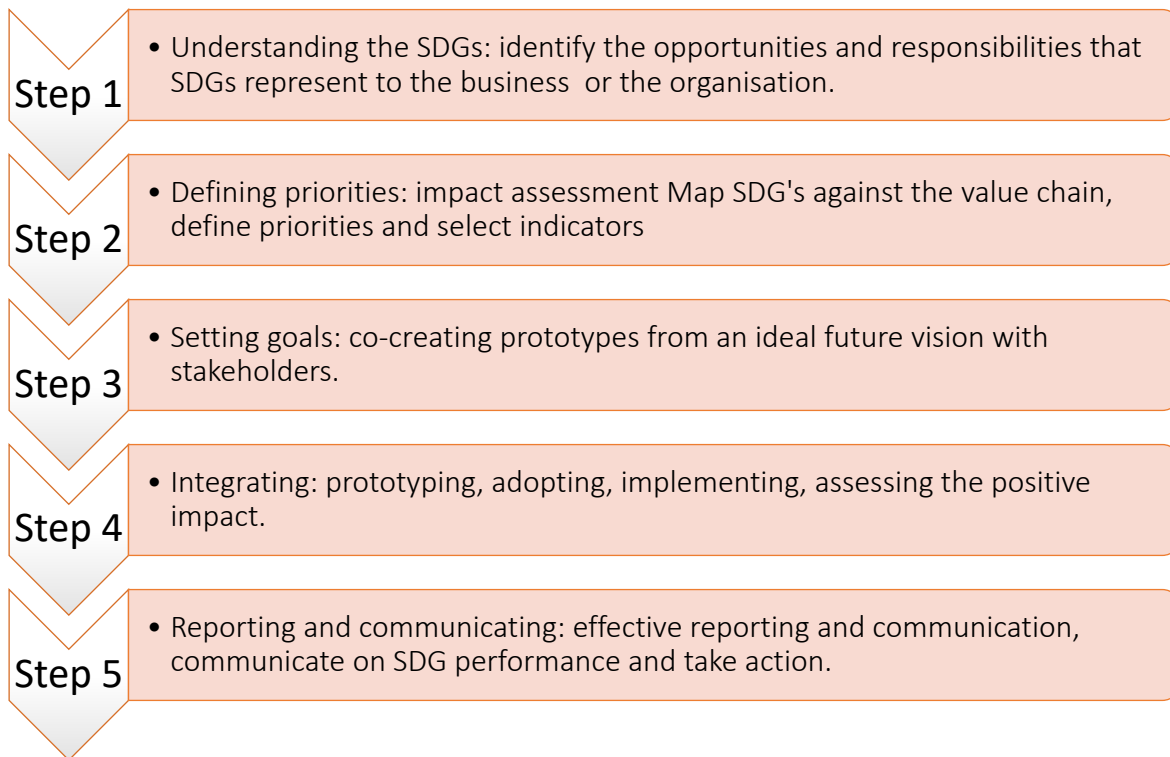 Step 1
• Understanding the SDGs: identify the opportunities and responsibilities that
SDGs represent to the business  or the organisation.
Step 2
• Defining priorities: impact assessment Map SDG's against the value chain,
define priorities and select indicators
Step 3
• Setting goals: co-creating prototypes from an ideal future vision with
stakeholders.
Step 4
• Integrating: prototyping, adopting, implementing, assessing the positive
impact.
Step 5
• Reporting and communicating: effective reporting and communication,
communicate on SDG performance and take action.